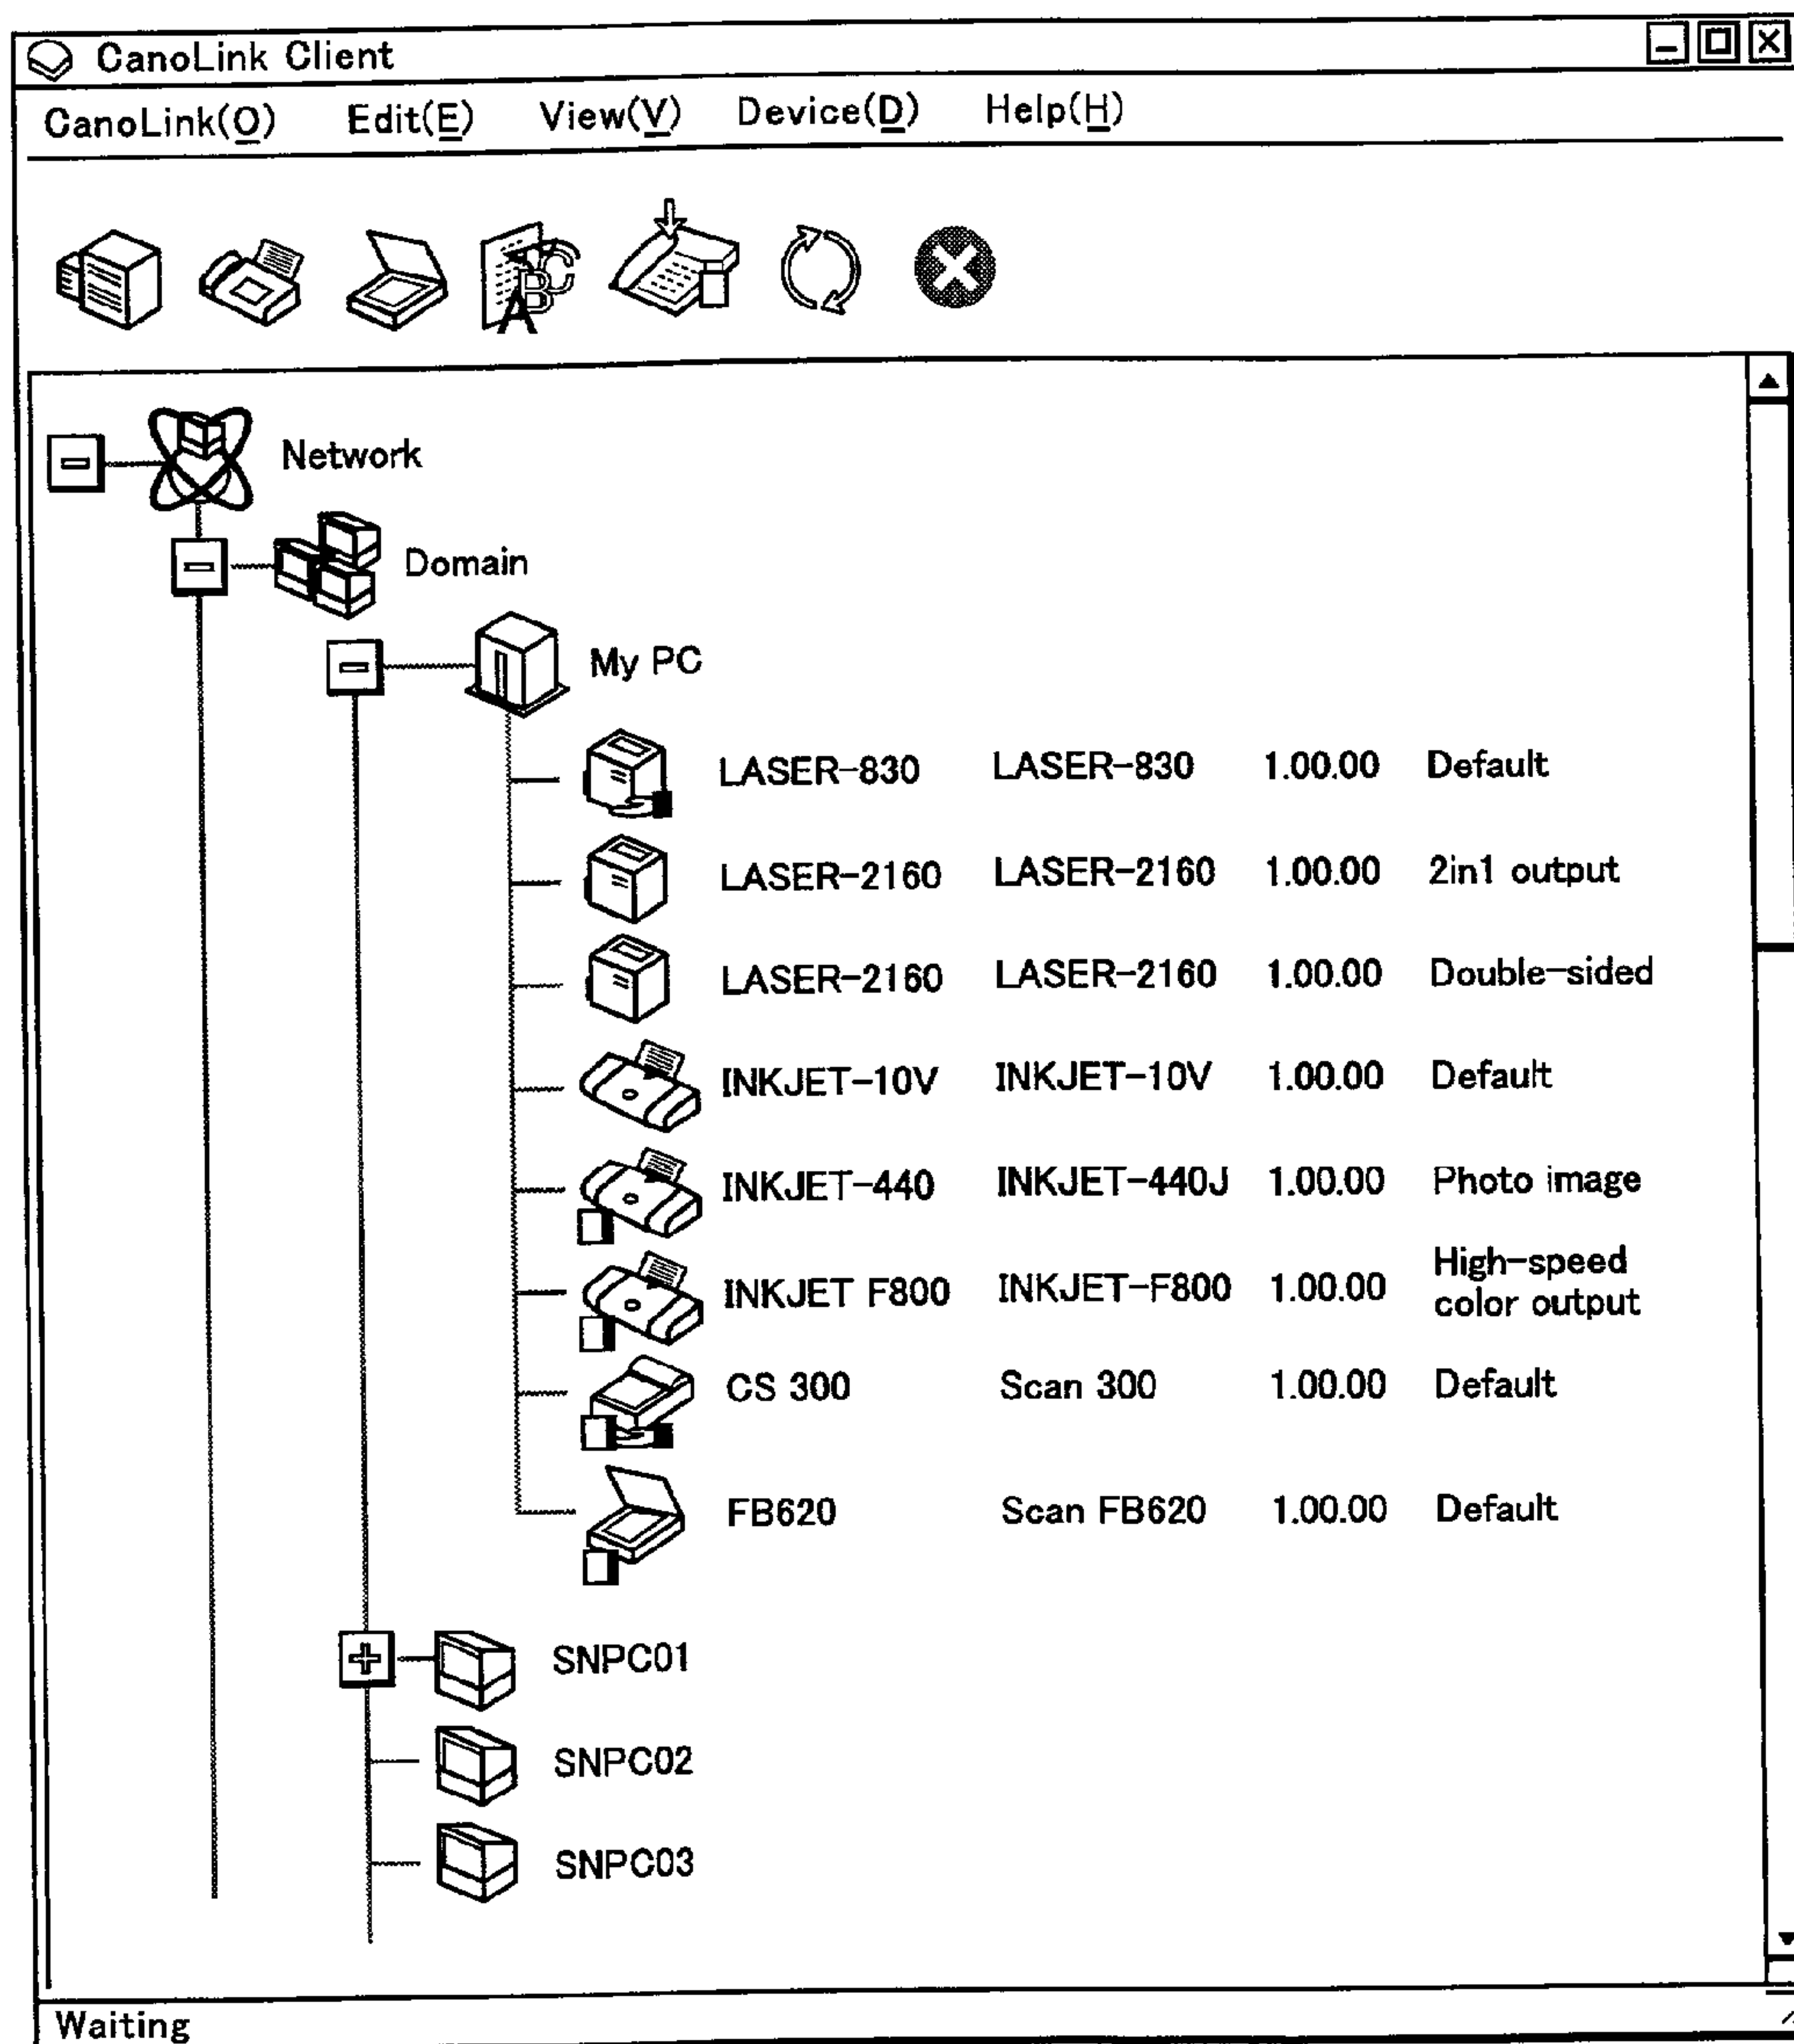 CanoLink Client
CanoLink(O) Edit(E) View(V) Device(D) Help(H)
ABC
Network
Domain
My PC
LASER-830 LASER-830 1.00.00 Default
LASER-2160 LASER-2160 1.00.00 2in1 output
LASER-2160 LASER-2160 1.00.00 Double-sided
INKJET-10V INKJET-10V 1.00.00 Default
INKJET-440 INKJET-440J 1.00.00 Photo image
INKJET F800 INKJET-F800 1.00.00 High-speed
color output
CS 300 Scan 300 1.00.00 Default
FB620 Scan FB620 1.00.00 Default
SNPC01
SNPC02
SNPC03
Waiting